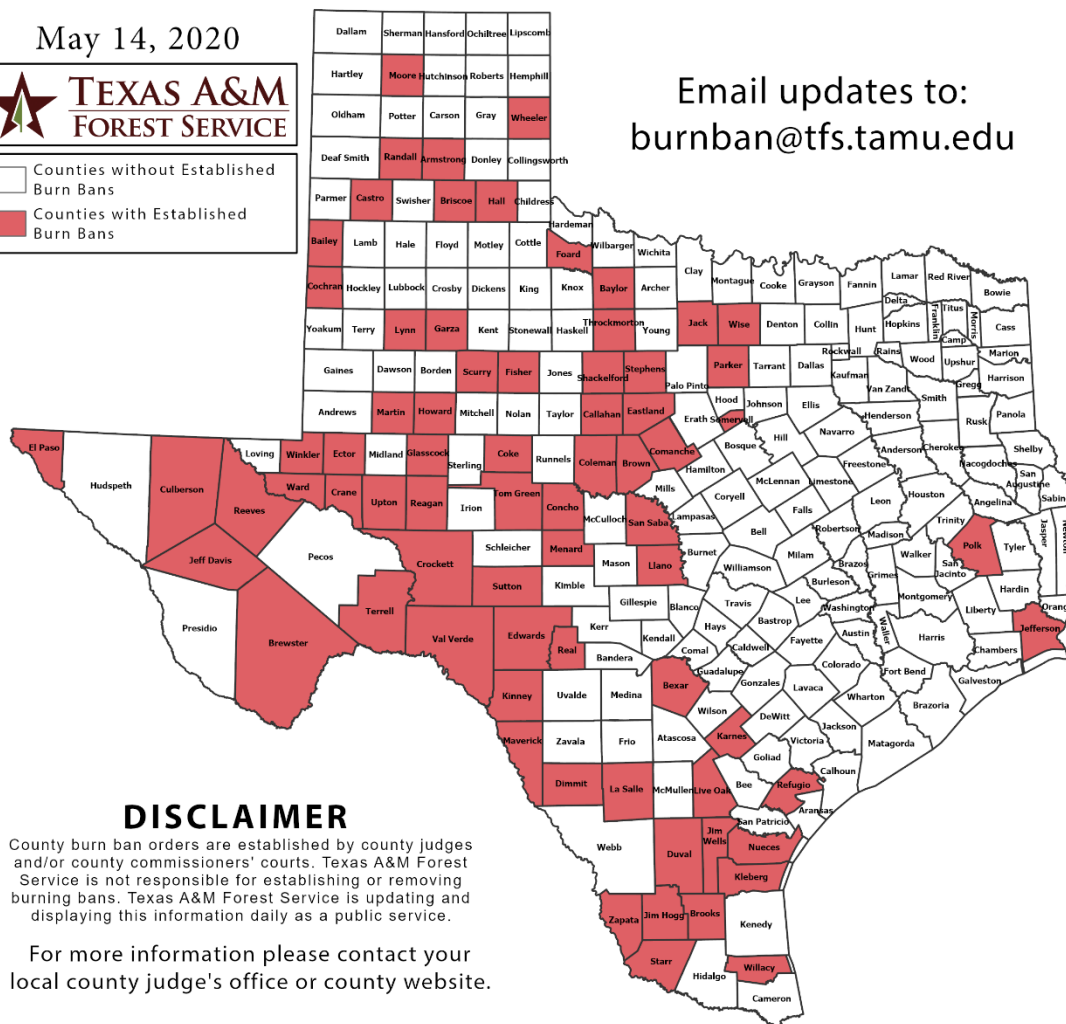 May 14, 2020
TEXAS A&M
FOREST SERVICE
Counties without Established
Burn Bans
Counties with Established
Burn Bans
Email updates to:
burnban@tfs.tamu.edu
Dallam Sherman Hansford Ochiltree Lipscomb
Hartley Moore Hutchinson Roberts Hemphill
Oldham Potter Carson Gray Wheeler
Deaf Smith Randall Armstrong Donley Collingsworth
Parmer Castro Swisher Briscoe Hall Childress
Hardeman
Bailey Lamb Hale Floyd Motley Cottle Foard Wilbarger Wichita
Cochran Hockley Lubbock Crosby Dickens King Knox Baylor Archer Clay Montague Cooke Grayson Fannin Lamar Red River Bowie
Delta Franklin Titus Morris
Yoakum Terry Lynn Garza Kent Stonewall Haskell Throckmorton Young Jack Wise Denton Collin Hunt Hopkins Camp Cass
Gaines Dawson Borden Scurry Fisher Jones Shackelford Stephens Palo Pinto Parker Tarrant Dallas Rockwall Kaufman Rains Wood Upshur Marion
Van Zandt Smith Gregg Harrison
Andrews Martin Howard Mitchell Nolan Taylor Callahan Eastland Erath Hood Somervell Johnson Ellis Henderson Rusk Panola
El Paso Hudspeth Culberson Reeves Loving Winkler Ector Midland Glasscock Sterling Coke Runnels Coleman Brown Comanche Hamilton Bosque Hill Navarro Anderson Cherokee Nacogdoches Shelby
Ward Crane Upton Reagan Irion Tom Green Concho McCulloch San Saba Mills Lampasas Coryell McLennan Limestone Freestone Leon Houston Angelina San
Augustine Sabin
Falls Bell Robertson Madison Trinity Polk Tyler Jasper Newton
Jeff Davis Pecos Crockett Schleicher Menard Mason Llano Burnet Williamson Milam Brazos Grimes Walker San
Jacinto Hardin
Presidio Brewster Terrell Val Verde Sutton Kimble Gillespie Blanco Travis Lee Burleson Washington Montgomery Liberty Orang
Edwards Real Kerr Kendall Bandera Comal Hays Caldwell Bastrop Fayette Austin Waller Harris Chambers Jefferson
Kinney Uvalde Medina Bexar Guadalupe Gonzales Lavaca Colorado Wharton Fort Bend Brazoria Galveston
Maverick Zavala Frio Atascosa Wilson Karnes DeWitt Victoria Jackson Matagorda
Dimmit La Salle McMullen Live Oak Bee Goliad Refugio Calhoun Aransas
San Patricio
Webb Duval Jim
Wells Nueces
Kleberg
Zapata Jim Hogg Brooks Kenedy
Starr Hidalgo Willacy
Cameron
DISCLAIMER
County burn ban orders are established by county judges
and/or county commissioners' courts. Texas A&M Forest
Service is not responsible for establishing or removing
burning bans. Texas A&M Forest Service is updating and
displaying this information daily as a public service.
For more information please contact your
local county judge's office or county website.